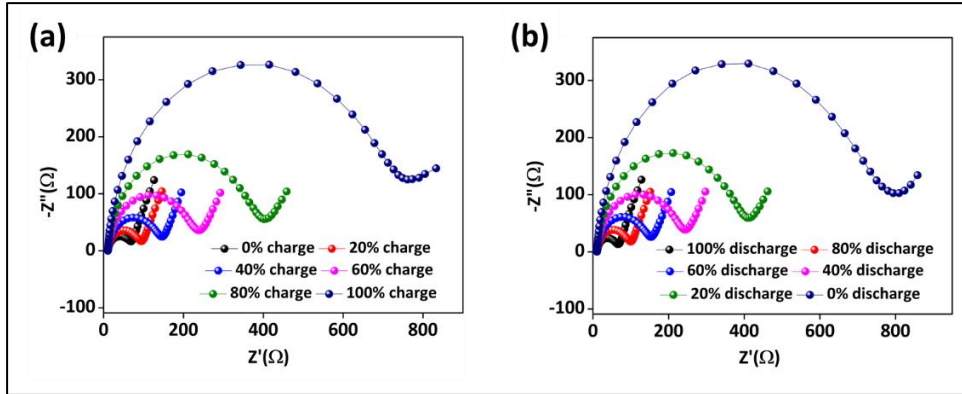 (a)
300
200
100
0
-100
-Z"(Ω)
0% charge 20% charge
40% charge 60% charge
80% charge 100% charge
0 200 400 600 800
Z'(Ω)
(b)
300
200
100
0
-100
-Z"(Ω)
100% discharge 80% discharge
60% discharge 40% discharge
20% discharge 0% discharge
0 200 400 600 800
Z'(Ω)